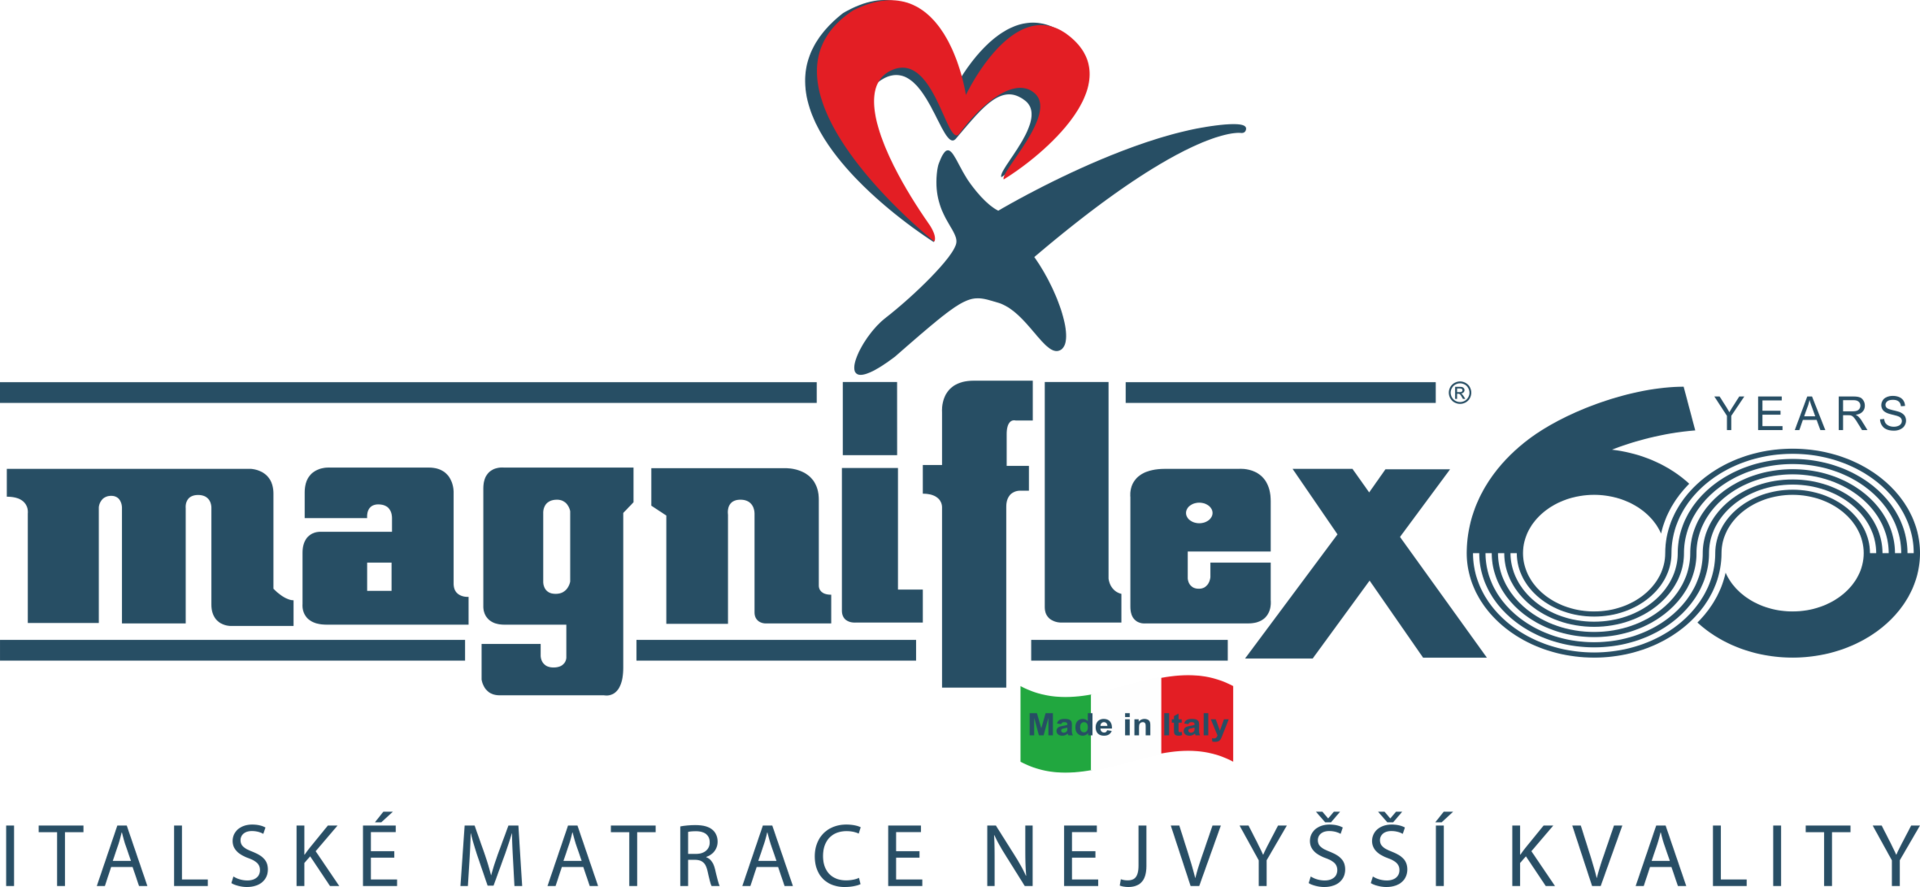 magniflex® 60 YEARS
Made in Italy
ITALSKÉ MATRACE NEJVYŠŠÍ KVALITY